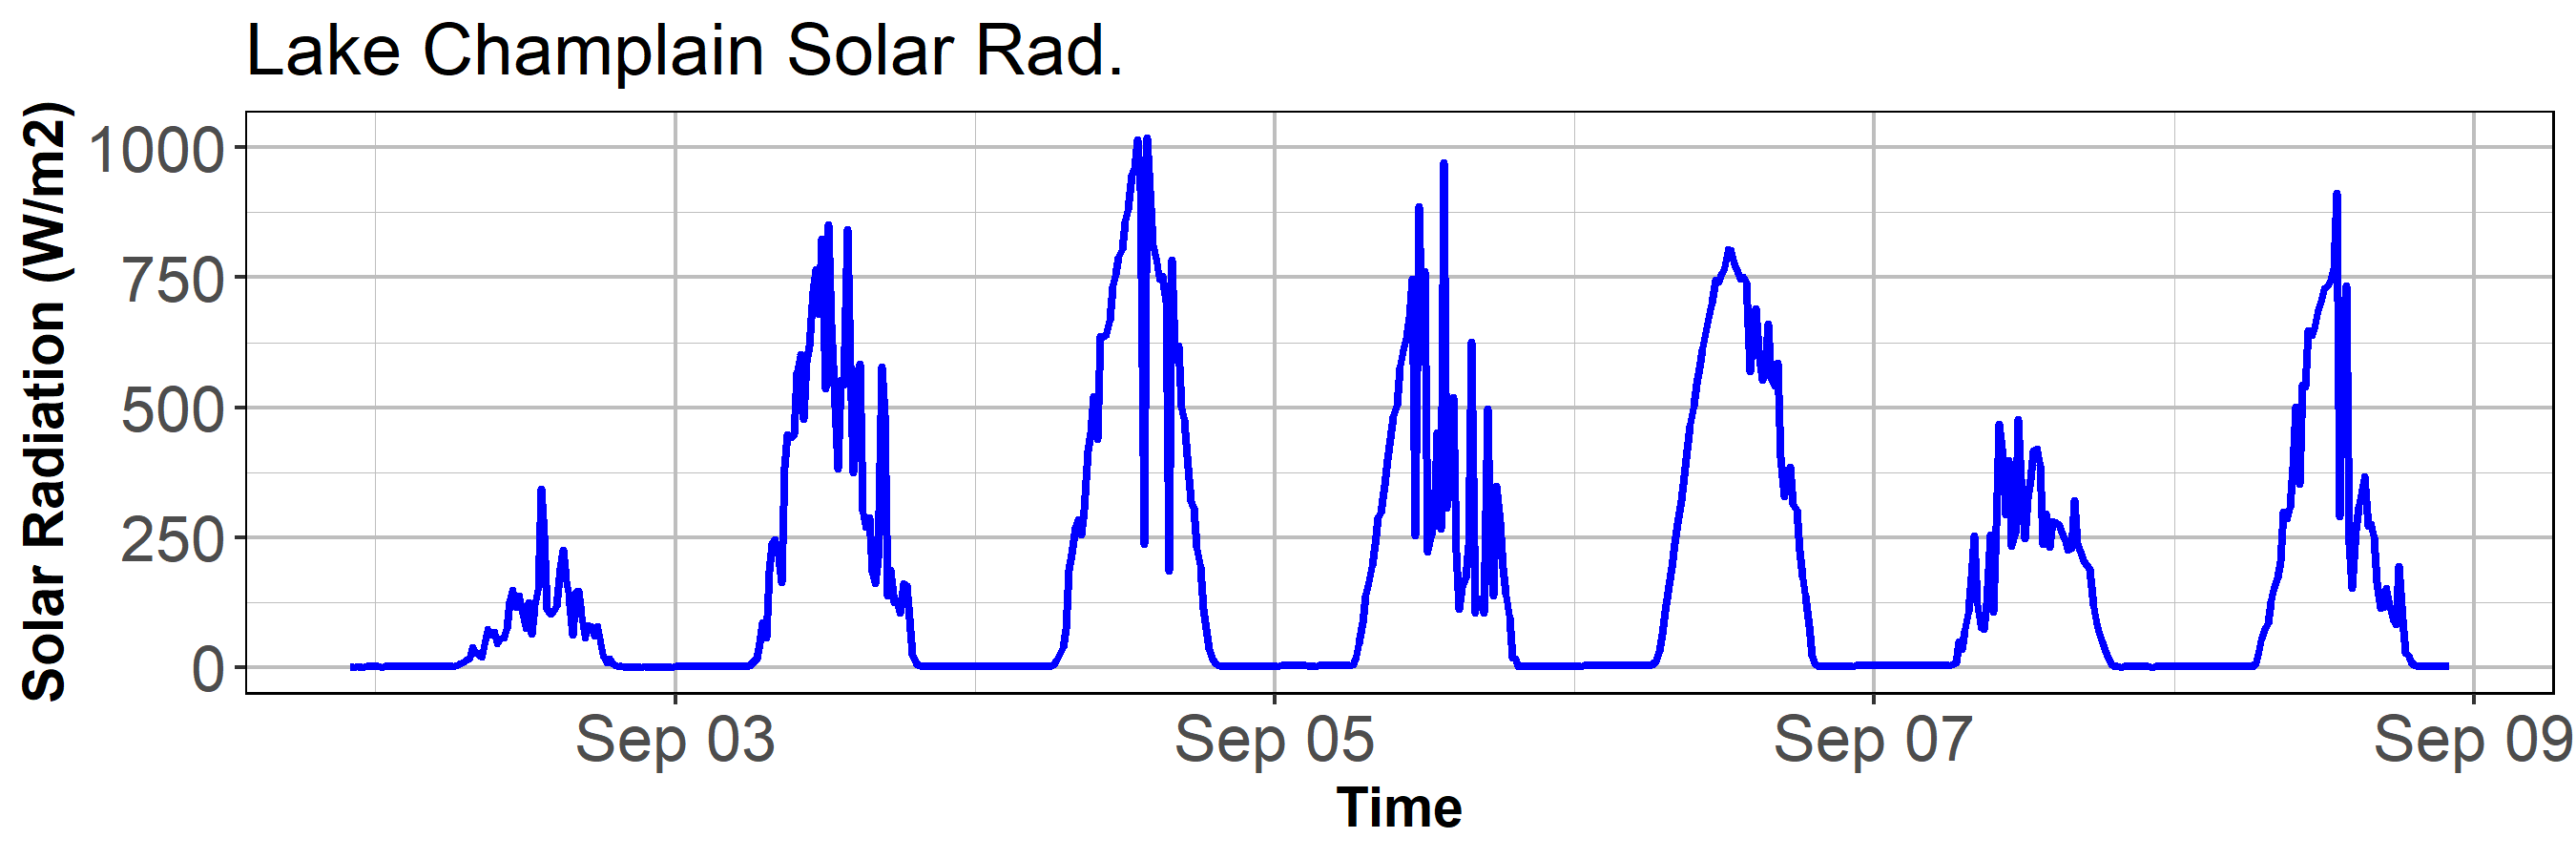 Lake Champlain Solar Rad.
Solar Radiation (W/m2)
1000
750
500
250
0
Sep 03 Sep 05 Sep 07 Sep 09
Time